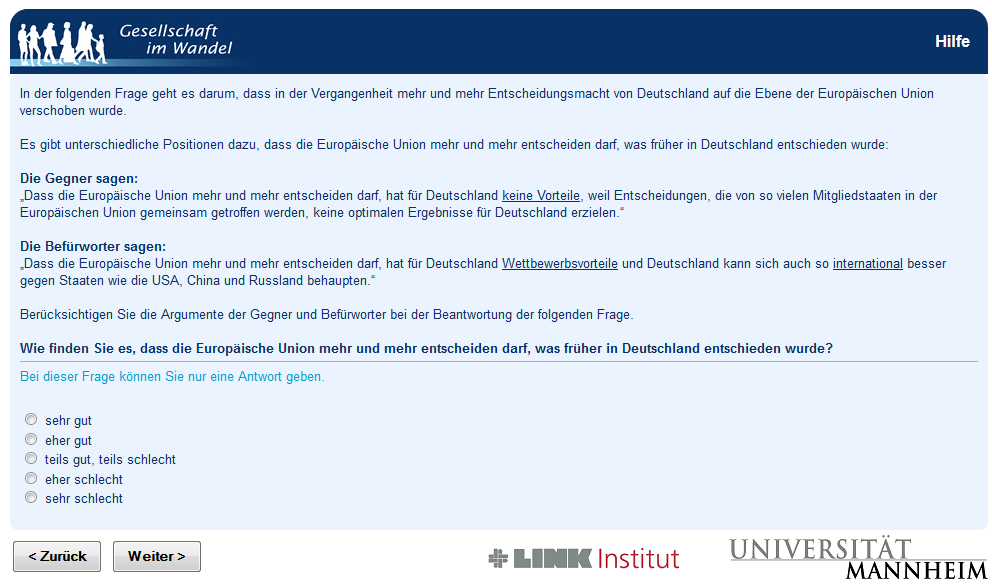 Gesellschaft
im Wandel
Hilfe
In der folgenden Frage geht es darum, dass in der Vergangenheit mehr und mehr Entscheidungsmacht von Deutschland auf die Ebene der Europäischen Union
verschoben wurde.
Es gibt unterschiedliche Positionen dazu, dass die Europäische Union mehr und mehr entscheiden darf, was früher in Deutschland entschieden wurde:
Die Gegner sagen:
„Dass die Europäische Union mehr und mehr entscheiden darf, hat für Deutschland keine Vorteile, weil Entscheidungen, die von so vielen Mitgliedstaaten in der
Europäischen Union gemeinsam getroffen werden, keine optimalen Ergebnisse für Deutschland erzielen.“
Die Befürworter sagen:
„Dass die Europäische Union mehr und mehr entscheiden darf, hat für Deutschland Wettbewerbsvorteile und Deutschland kann sich auch so international besser
gegen Staaten wie die USA, China und Russland behaupten.“
Berücksichtigen Sie die Argumente der Gegner und Befürworter bei der Beantwortung der folgenden Frage.
Wie finden Sie es, dass die Europäische Union mehr und mehr entscheiden darf, was früher in Deutschland entschieden wurde?
Bei dieser Frage können Sie nur eine Antwort geben.
sehr gut
eher gut
teils gut, teils schlecht
eher schlecht
sehr schlecht
< Zurück
Weiter >
LINK Institut
UNIVERSITÄT
MANNHEIM